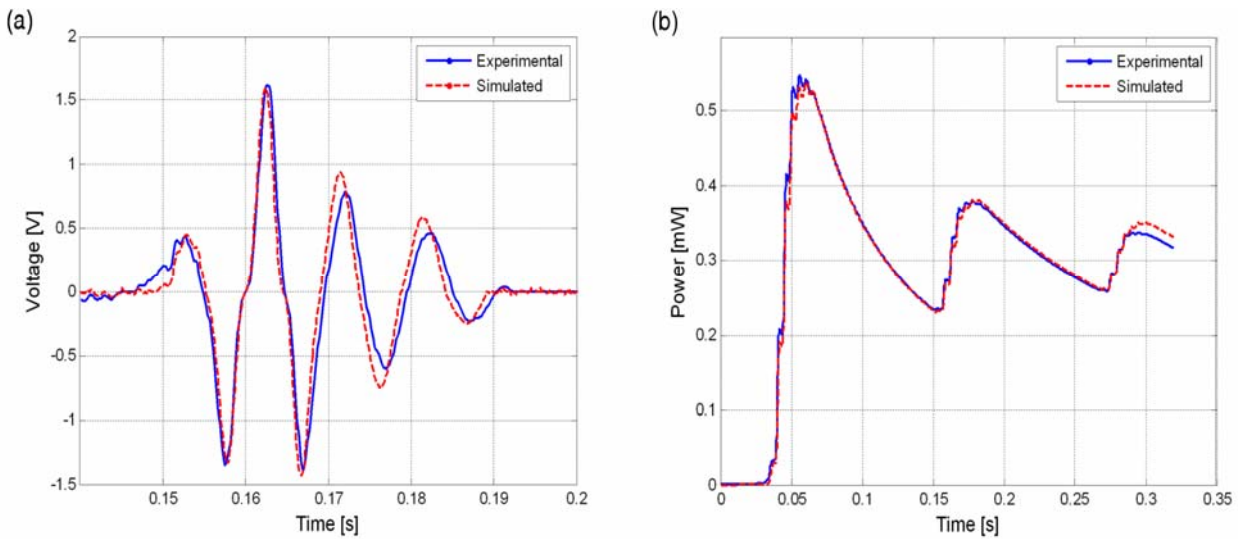 (a)
2
1.5
1
0.5
0
-0.5
-1
-1.5
0.15
0.16
0.17
0.18
0.19
0.2
Voltage [V]
Time [s]
Experimental
Simulated
(b)
0.5
0.4
0.3
0.2
0.1
0
0
0.05
0.1
0.15
0.2
0.25
0.3
0.35
Power [mW]
Time [s]
Experimental
Simulated